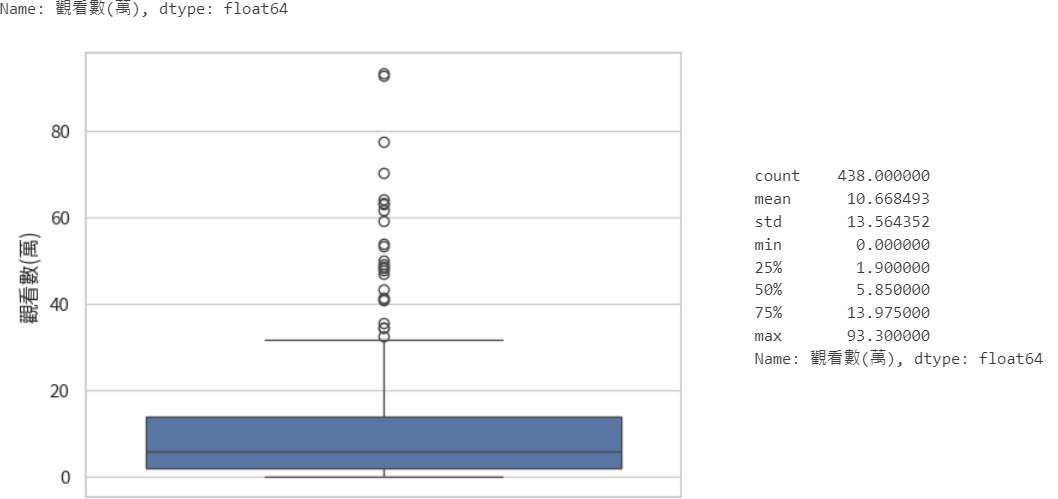 Name: 觀看數(萬), dtype: float64
觀看數(萬)
80
60
40
20
0
count    438.000000
mean      10.668493
std       13.564352
min        0.000000
25%        1.900000
50%        5.850000
75%       13.975000
max       93.300000
Name: 觀看數(萬), dtype: float64